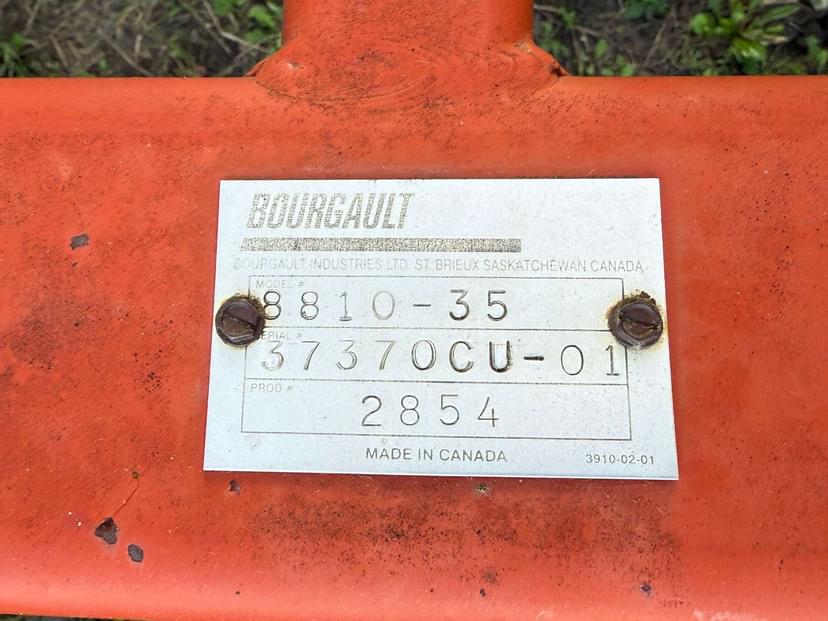 BOURGAULT
BOURGAULT INDUSTRIES LTD. ST. BRIEUX SASKATCHEWAN CANADA
MODEL #
8810-35
SERIAL #
37370CU-01
PROD #
2854
MADE IN CANADA
3910-02-01